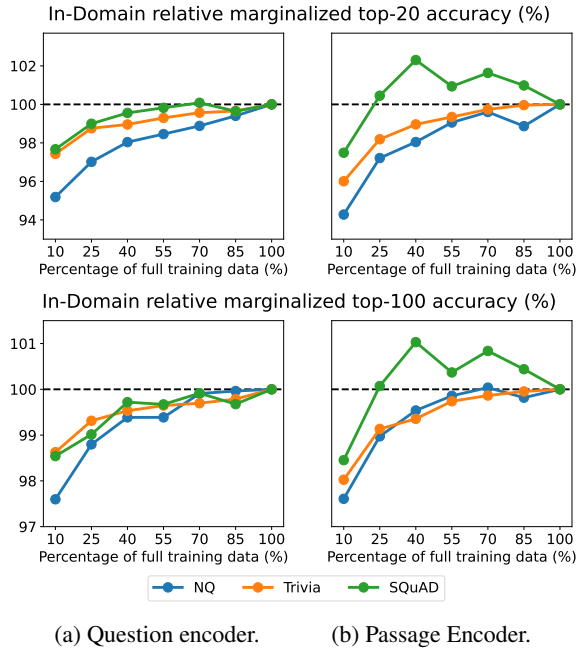 In-Domain relative marginalized top-20 accuracy (%)
102
100
98
96
94
10 25 40 55 70 85 100
10 25 40 55 70 85 100
Percentage of full training data (%)
Percentage of full training data (%)
In-Domain relative marginalized top-100 accuracy (%)
101
100
99
98
97
10 25 40 55 70 85 100
10 25 40 55 70 85 100
Percentage of full training data (%)
Percentage of full training data (%)
NQ Trivia SQuAD
(a) Question encoder.
(b) Passage Encoder.